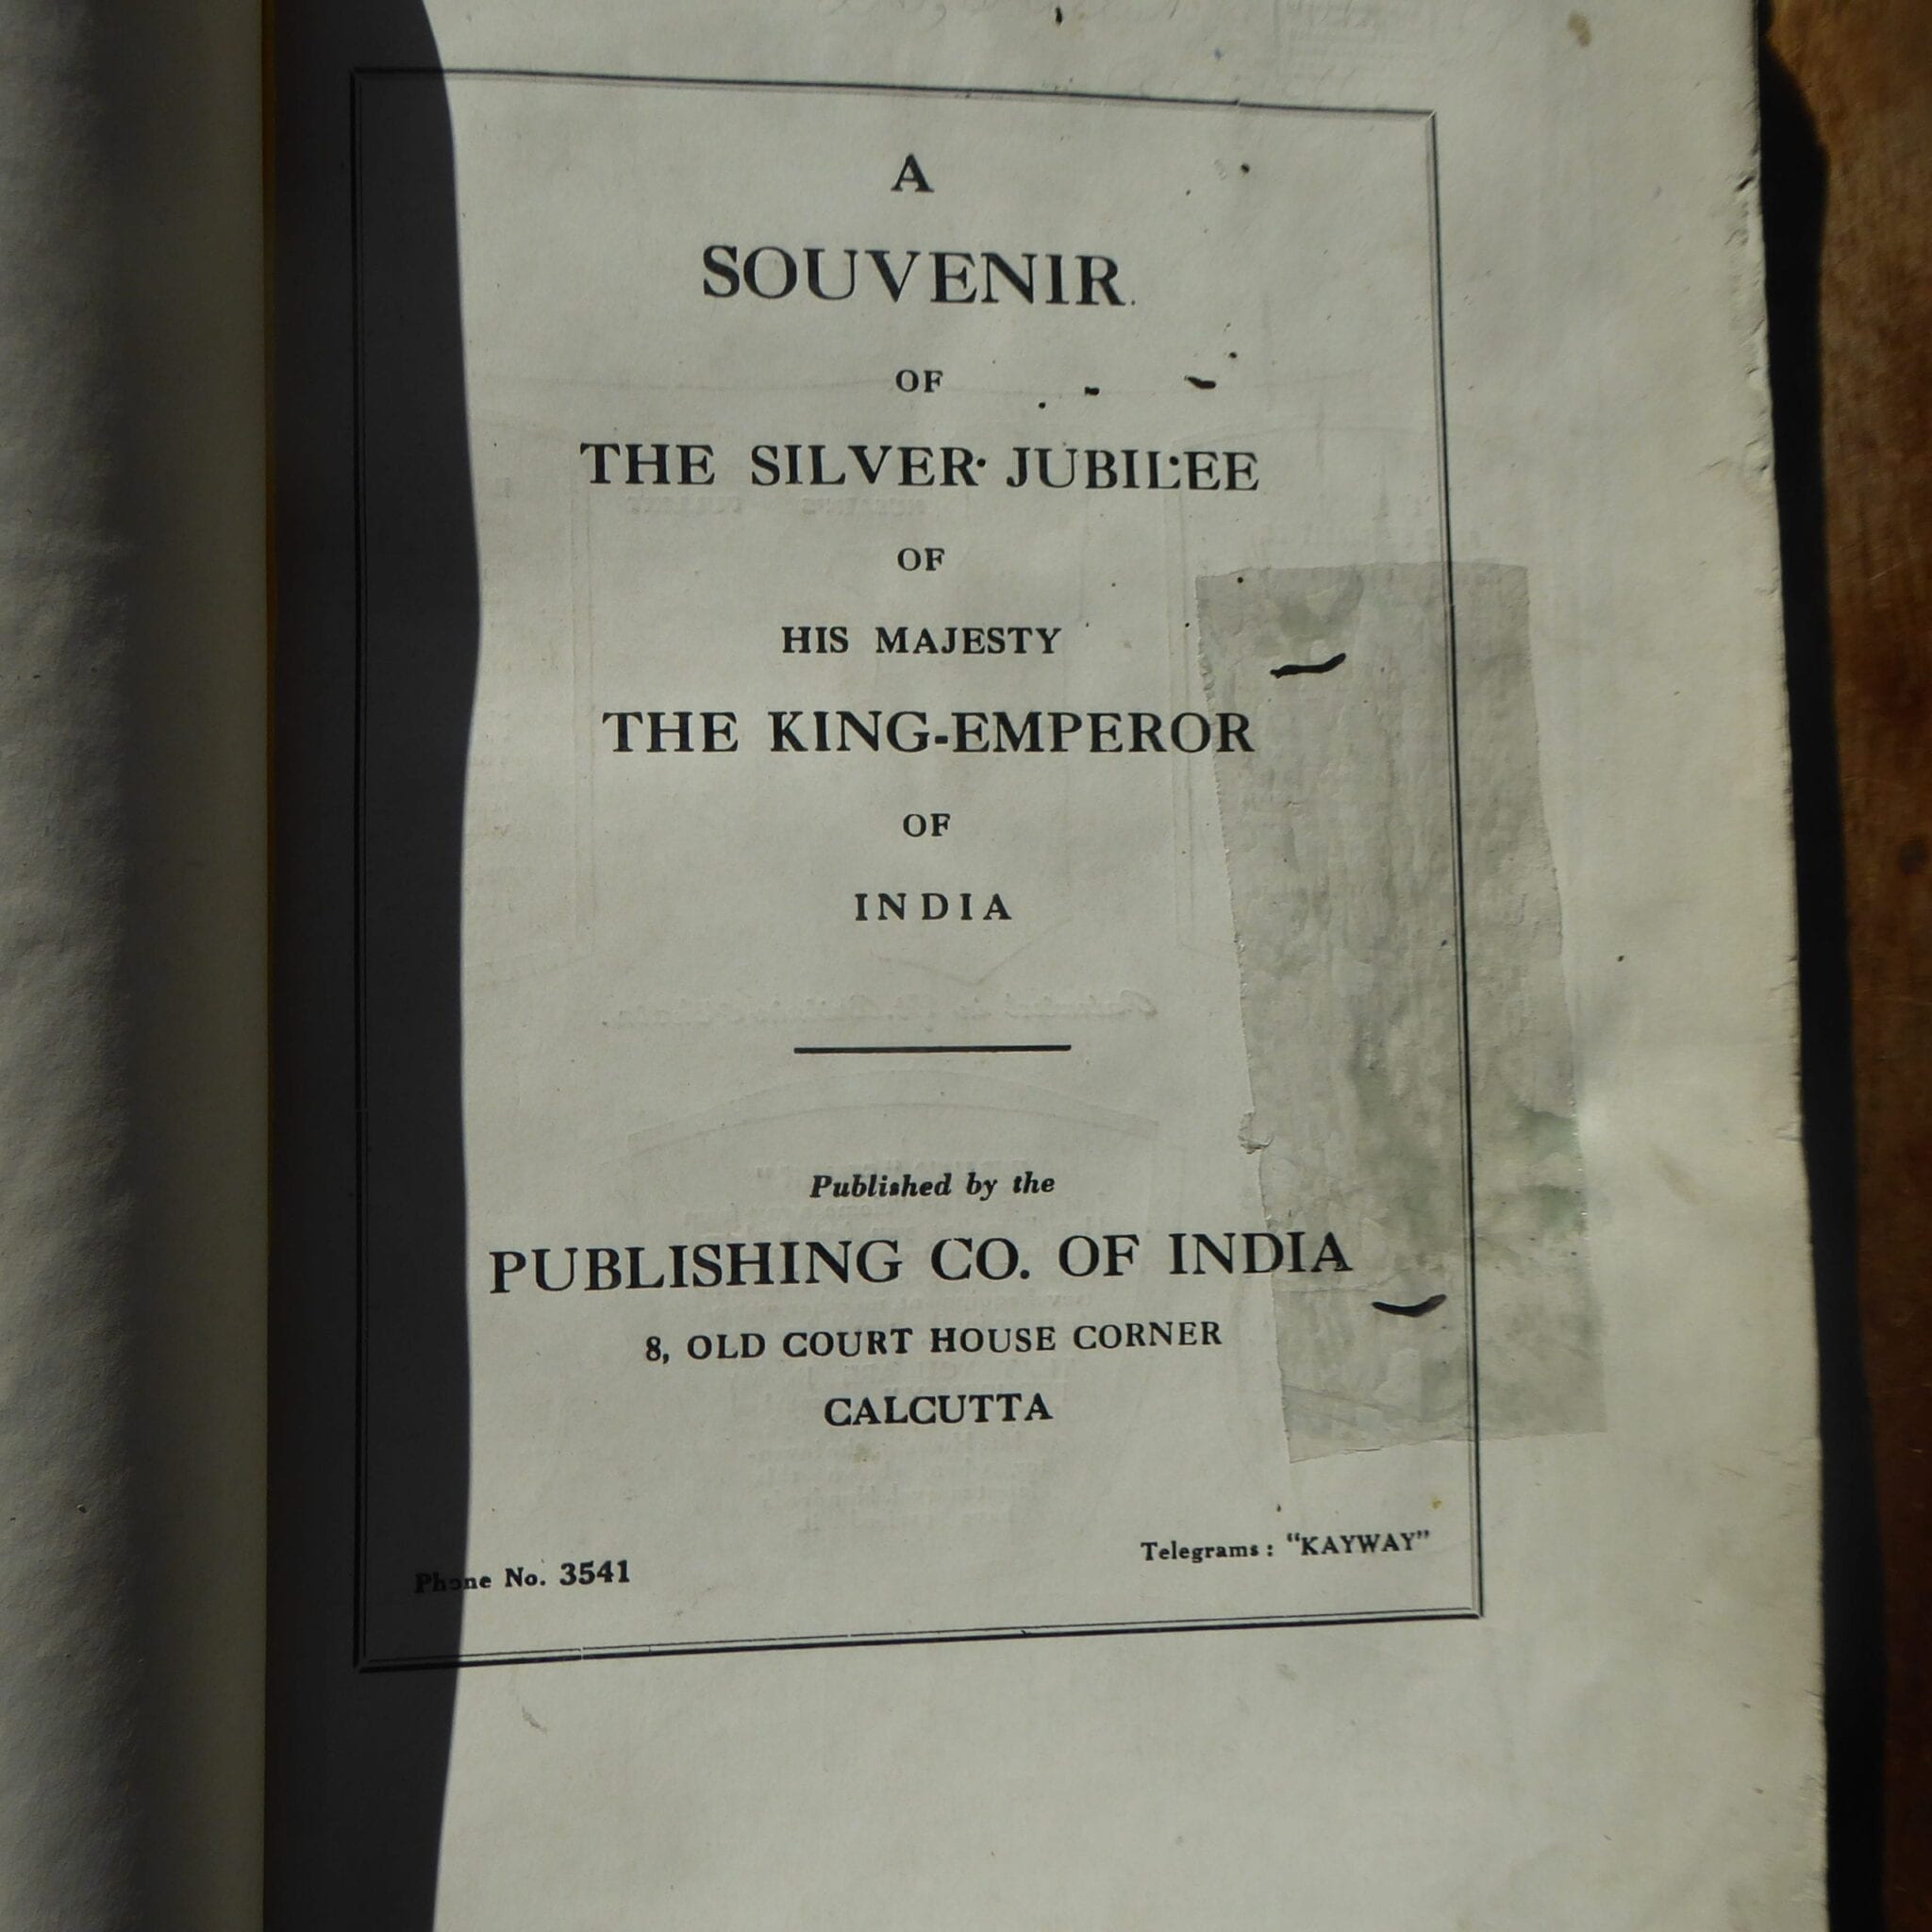 A
SOUVENIR
OF
THE SILVER JUBILEE
OF
HIS MAJESTY
THE KING-EMPEROR
OF
INDIA
Published by the
PUBLISHING CO. OF INDIA
8, OLD COURT HOUSE CORNER
CALCUTTA
Phone No. 3541
Telegrams: "KAYWAY"